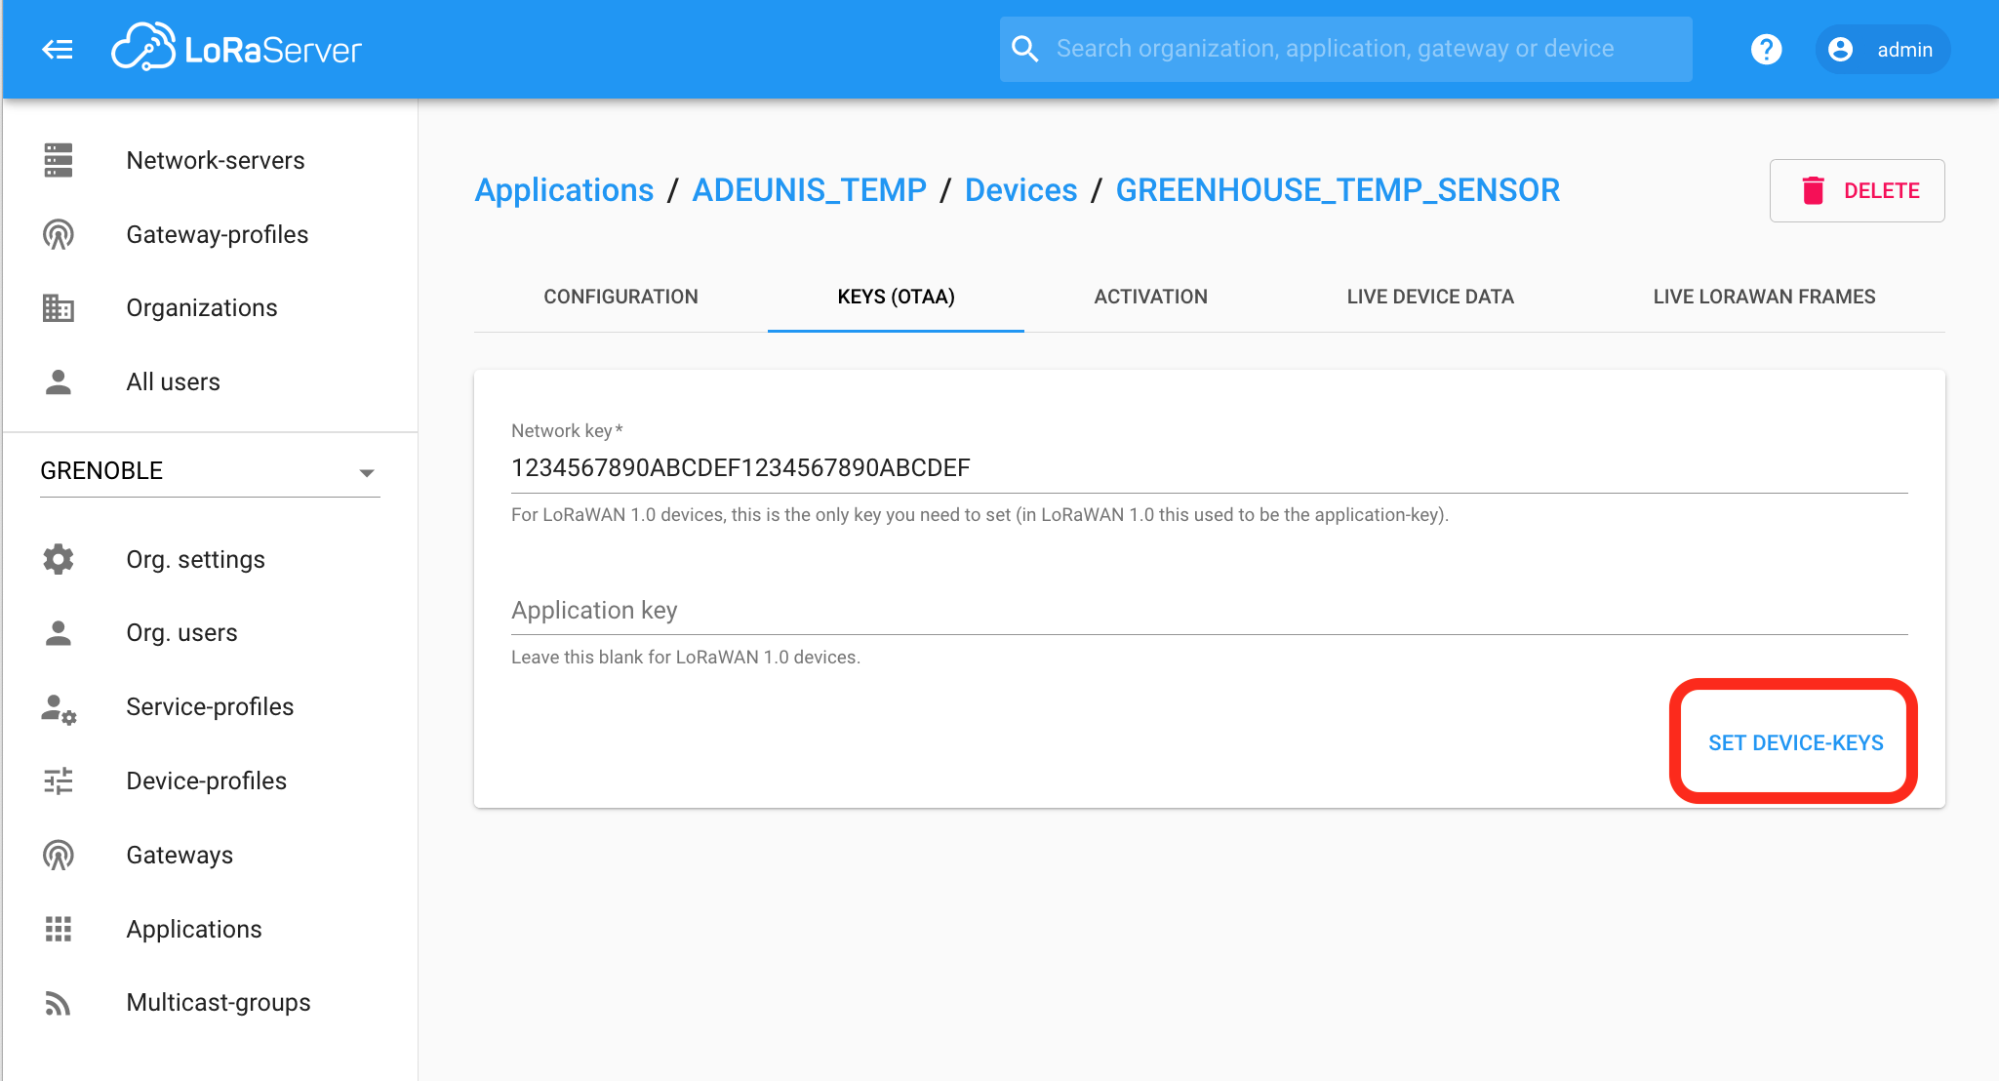 LoRaServer
Search organization, application, gateway or device
?
admin
Network-servers
Gateway-profiles
Organizations
All users
GRENOBLE
Org. settings
Org. users
Service-profiles
Device-profiles
Gateways
Applications
Multicast-groups
Applications / ADEUNIS_TEMP / Devices / GREENHOUSE_TEMP_SENSOR
DELETE
CONFIGURATION KEYS (OTAA) ACTIVATION LIVE DEVICE DATA LIVE LORAWAN FRAMES
Network key *
1234567890ABCDEF1234567890ABCDEF
For LoRaWAN 1.0 devices, this is the only key you need to set (in LoRaWAN 1.0 this used to be the application-key).
Application key
Leave this blank for LoRaWAN 1.0 devices.
SET DEVICE-KEYS